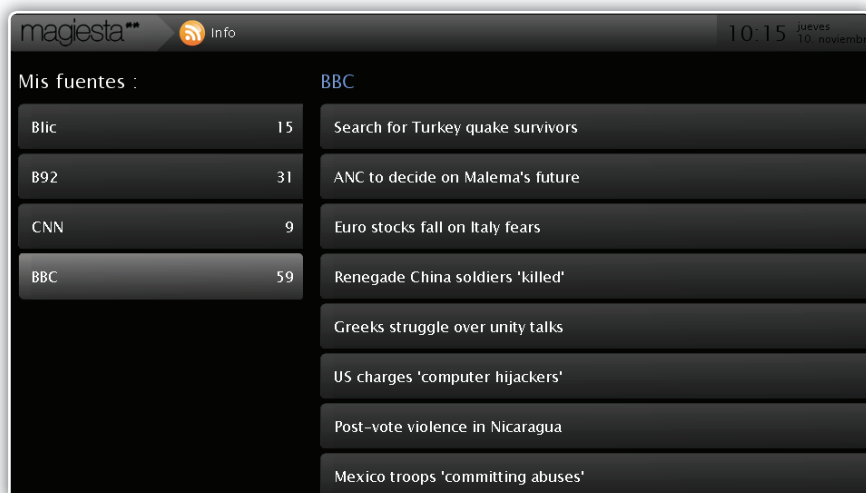 magiesta**
Info
10:15
jueves
10. noviembre
Mis fuentes :
Blic 15
B92 31
CNN 9
BBC 59
BBC
Search for Turkey quake survivors
ANC to decide on Malema's future
Euro stocks fall on Italy fears
Renegade China soldiers 'killed'
Greeks struggle over unity talks
US charges 'computer hijackers'
Post-vote violence in Nicaragua
Mexico troops 'committing abuses'